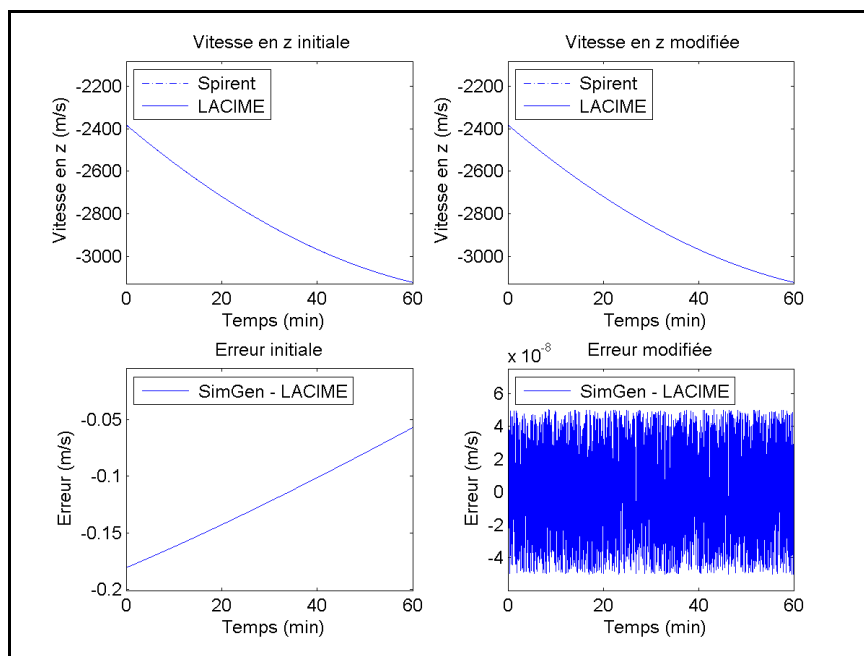 Vitesse en z initiale
Vitesse en z (m/s)
-2200
-2400
-2600
-2800
-3000
Spirent
LACIME
0
20
40
60
Temps (min)
Vitesse en z modifiée
Vitesse en z (m/s)
-2200
-2400
-2600
-2800
-3000
Spirent
LACIME
0
20
40
60
Temps (min)
Erreur initiale
Erreur (m/s)
-0.05
-0.1
-0.15
-0.2
SimGen - LACIME
0
20
40
60
Temps (min)
x 10-8
Erreur modifiée
Erreur (m/s)
6
4
2
0
-2
-4
SimGen - LACIME
0
20
40
60
Temps (min)